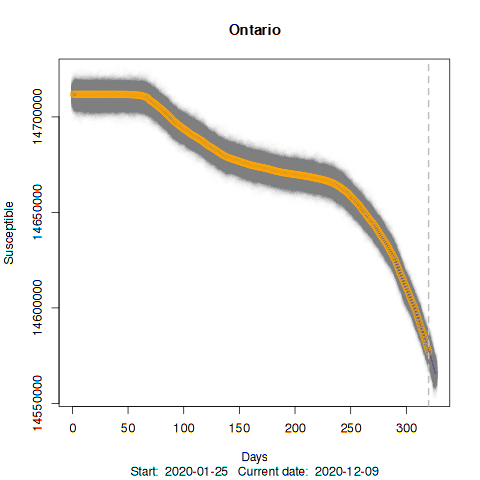 Ontario
Susceptible
14700000
14650000
14600000
14550000
0 50 100 150 200 250 300
Days
Start: 2020-01-25 Current date: 2020-12-09